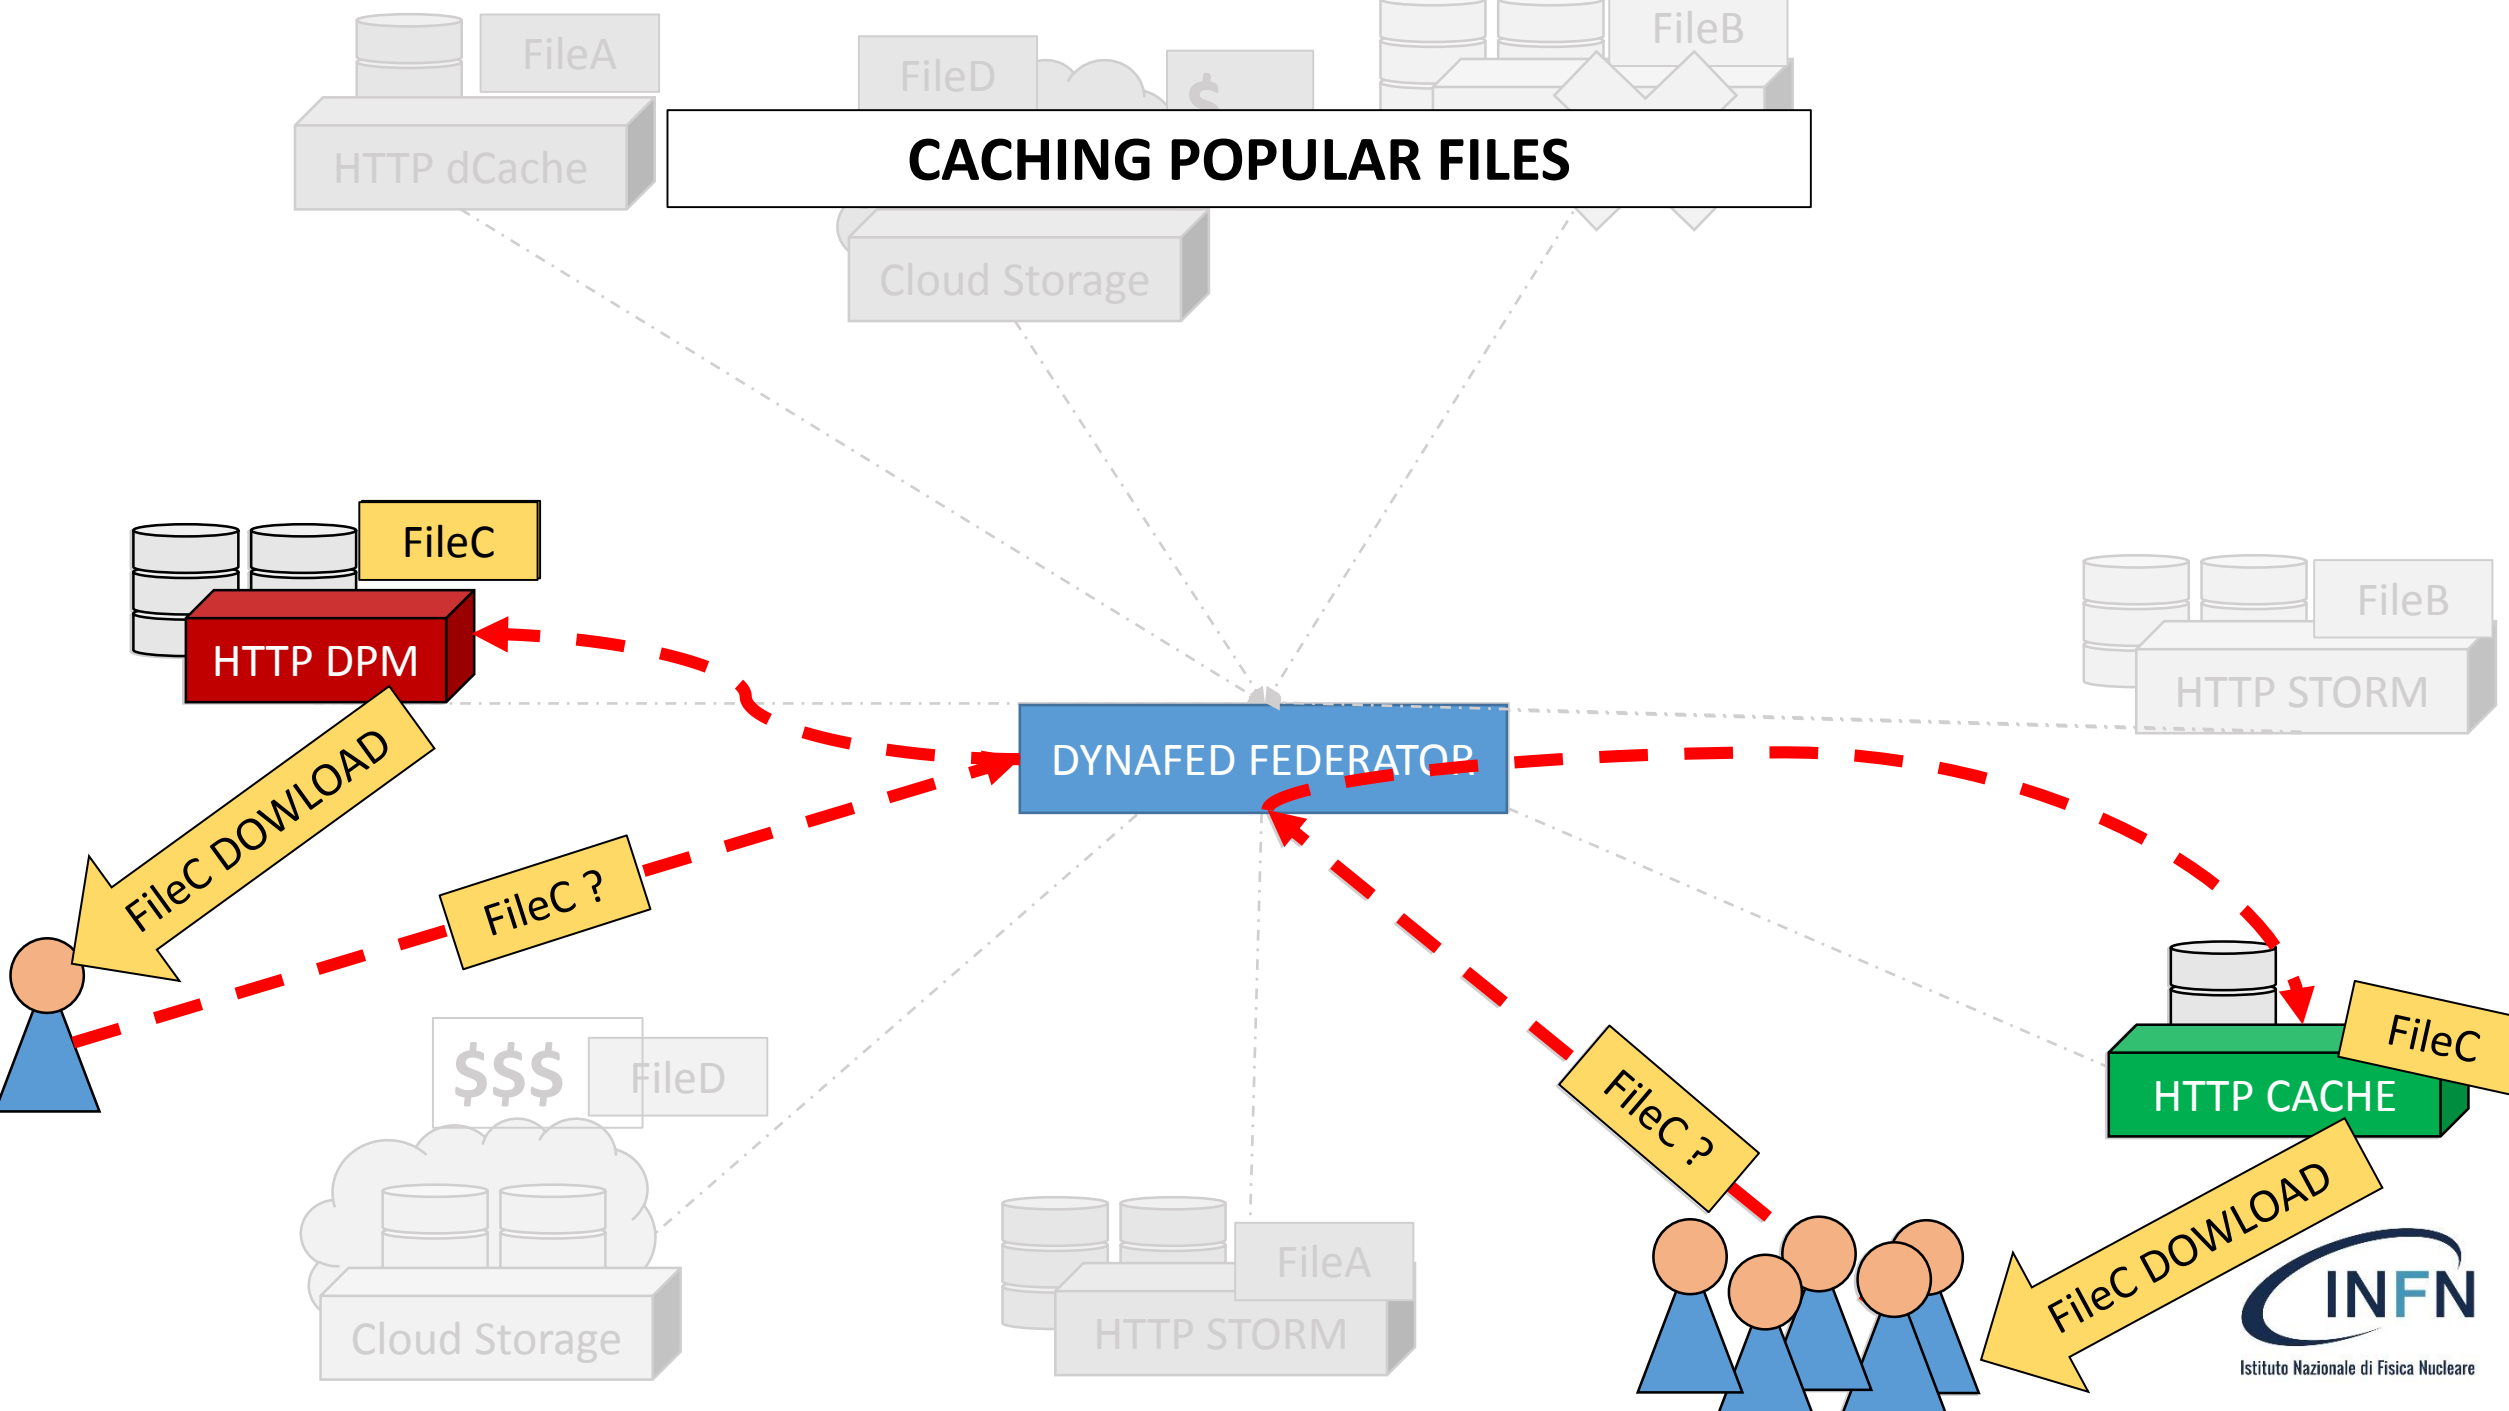 FileA
FileD
$
FileB
HTTP dCache
CACHING POPULAR FILES
Cloud Storage
FileC
HTTP DPM
FileB
HTTP STORM
DYNAFED FEDERATOR
FileC DOWLOAD
FileC ?
FileC
HTTP CACHE
$$$
FileD
FileC ?
FileC DOWLOAD
FileA
HTTP STORM
Cloud Storage
INFN
Istituto Nazionale di Fisica Nucleare